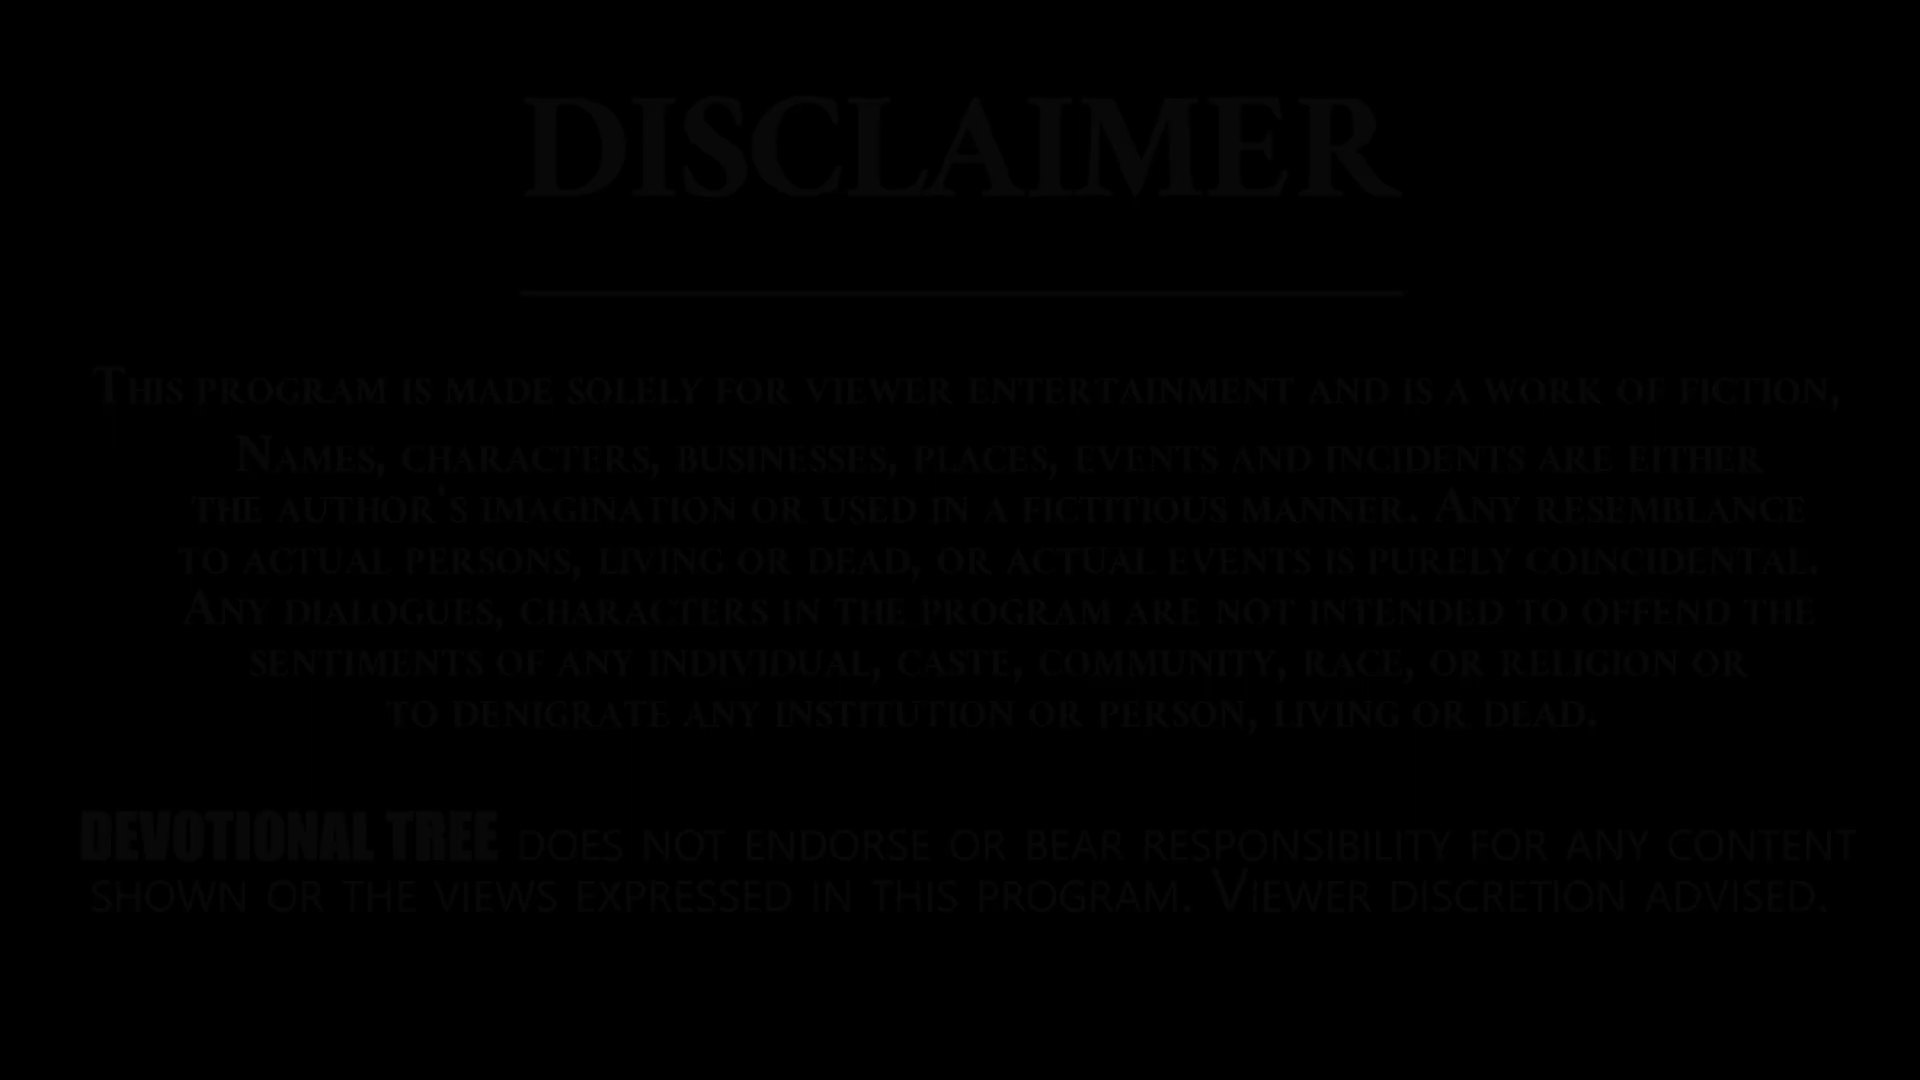 DISCLAIMER
This program is made solely for viewer entertainment and is a work of fiction,
Names, characters, businesses, places, events and incidents are either
the author's imagination or used in a fictitious manner. Any resemblance
to actual persons, living or dead, or actual events is purely coincidental.
Any dialogues, characters in the program are not intended to offend the
sentiments of any individual, caste, community, race, or religion or
to denigrate any institution or person, living or dead.
DEVOTIONAL TREE does not endorse or bear responsibility for any content
shown or the views expressed in this program. Viewer discretion advised.